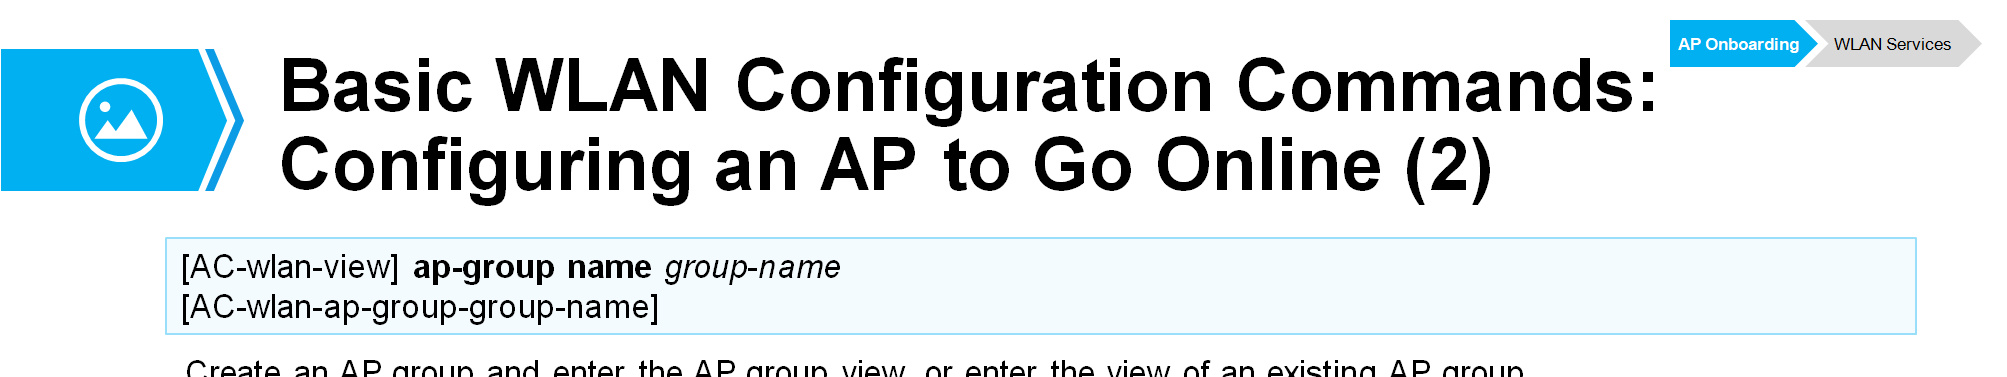 AP Onboarding
WLAN Services
Basic WLAN Configuration Commands:
Configuring an AP to Go Online (2)
[AC-wlan-view] ap-group name group-name
[AC-wlan-ap-group-group-name]
Create an AP group and enter the AP group view, or enter the view of an existing AP group